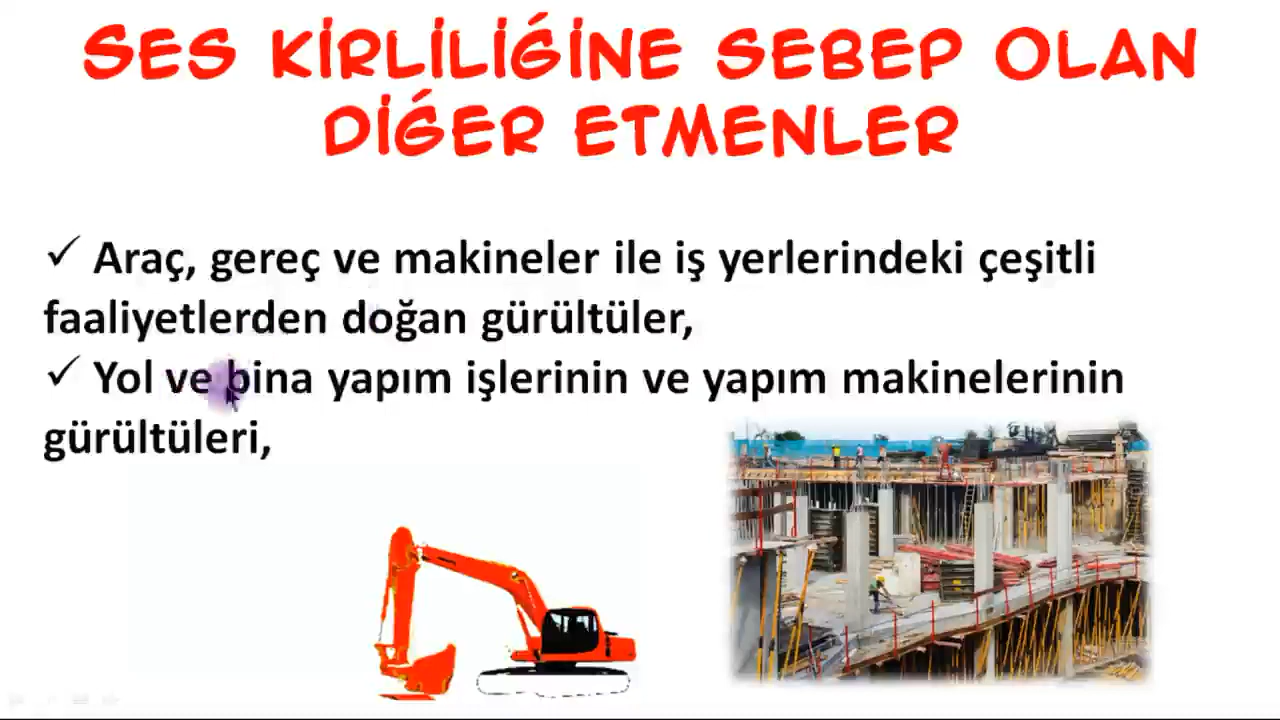 SES KİRLİLİĞİNE SEBEP OLAN
DİĞER ETMENLER
✓ Araç, gereç ve makineler ile iş yerlerindeki çeşitli
faaliyetlerden doğan gürültüler,
✓ Yol ve bina yapım işlerinin ve yapım makinelerinin
gürültüleri,